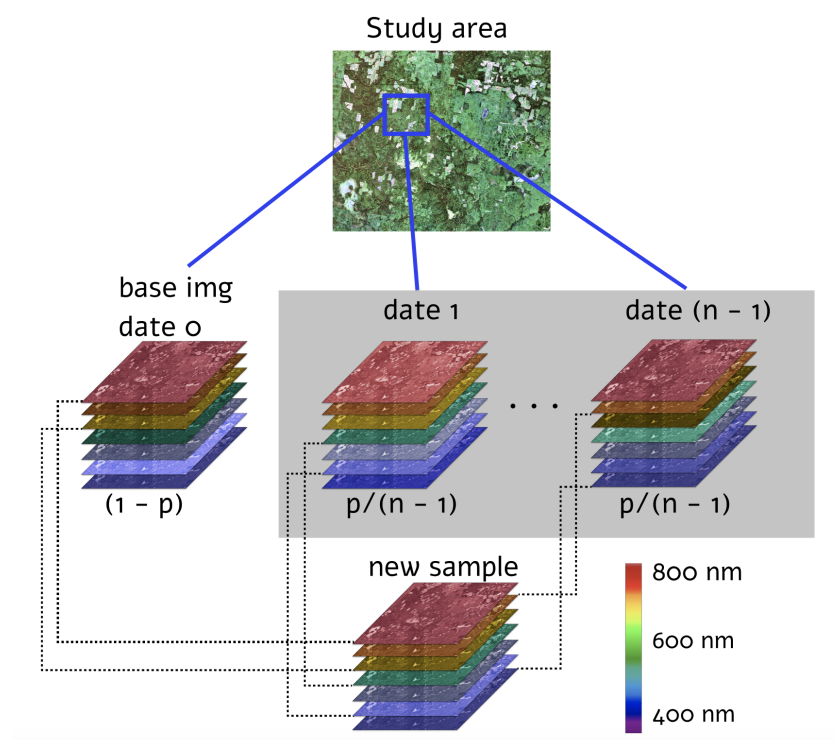 Study area
base img
date 0
date 1
date (n - 1)
. . .
(1 - p)
p/(n - 1)
p/(n - 1)
new sample
800 nm
600 nm
400 nm